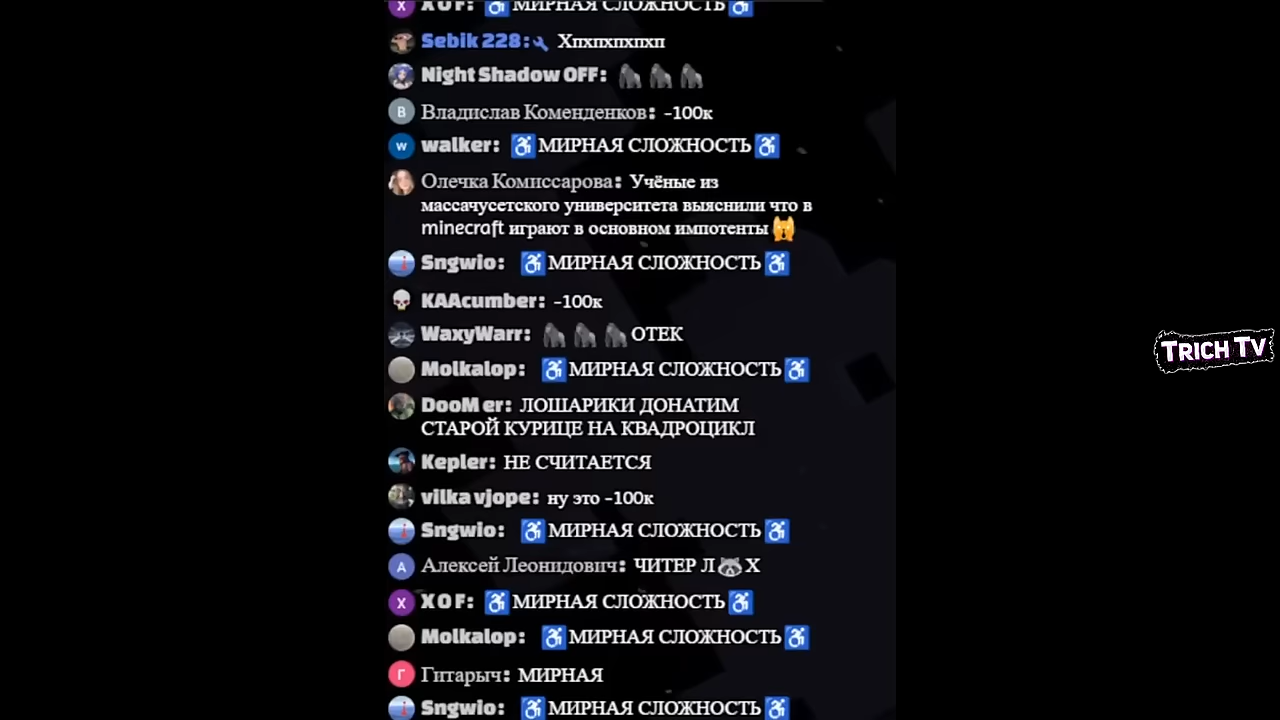 X O F: ♿МИРНАЯ СЛОЖНОСТЬ♿
Sebik 228: Хпхпхпхпхп
Night Shadow OFF: 🦍🦍🦍
В Владислав Коменденков: -100к
w walker: ♿МИРНАЯ СЛОЖНОСТЬ♿
Олечка Комиссарова: Учёные из
массачусетского университета выяснили что в
minecraft играют в основном импотенты🙀
Sngwio: ♿МИРНАЯ СЛОЖНОСТЬ♿
KAAcumber: -100к
WaxyWarr: 🦍🦍🦍ОТЕК
Molkalop: ♿МИРНАЯ СЛОЖНОСТЬ♿
DooM er: ЛОШАРИКИ ДОНАТИМ
СТАРОЙ КУРИЦЕ НА КВАДРОЦИКЛ
Kepler: НЕ СЧИТАЕТСЯ
vilka vjope: ну это -100к
Sngwio: ♿МИРНАЯ СЛОЖНОСТЬ♿
А Алексей Леонидович: ЧИТЕР Л🦝Х
X X O F: ♿МИРНАЯ СЛОЖНОСТЬ♿
Molkalop: ♿МИРНАЯ СЛОЖНОСТЬ♿
Г Гитарыч: МИРНАЯ
Sngwio: ♿МИРНАЯ СЛОЖНОСТЬ♿
TRICH TV